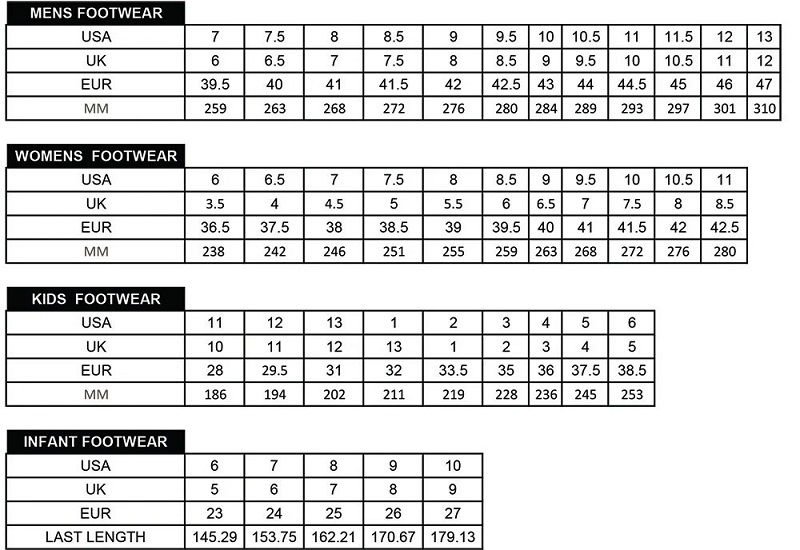 MENS FOOTWEAR
USA 7 7.5 8 8.5 9 9.5 10 10.5 11 11.5 12 13
UK 6 6.5 7 7.5 8 8.5 9 9.5 10 10.5 11 12
EUR 39.5 40 41 41.5 42 42.5 43 44 44.5 45 46 47
MM 259 263 268 272 276 280 284 289 293 297 301 310
WOMENS FOOTWEAR
USA 6 6.5 7 7.5 8 8.5 9 9.5 10 10.5 11
UK 3.5 4 4.5 5 5.5 6 6.5 7 7.5 8 8.5
EUR 36.5 37.5 38 38.5 39 39.5 40 41 41.5 42 42.5
MM 238 242 246 251 255 259 263 268 272 276 280
KIDS FOOTWEAR
USA 11 12 13 1 2 3 4 5 6
UK 10 11 12 13 1 2 3 4 5
EUR 28 29.5 31 32 33.5 35 36 37.5 38.5
MM 186 194 202 211 219 228 236 245 253
INFANT FOOTWEAR
USA 6 7 8 9 10
UK 5 6 7 8 9
EUR 23 24 25 26 27
LAST LENGTH 145.29 153.75 162.21 170.67 179.13